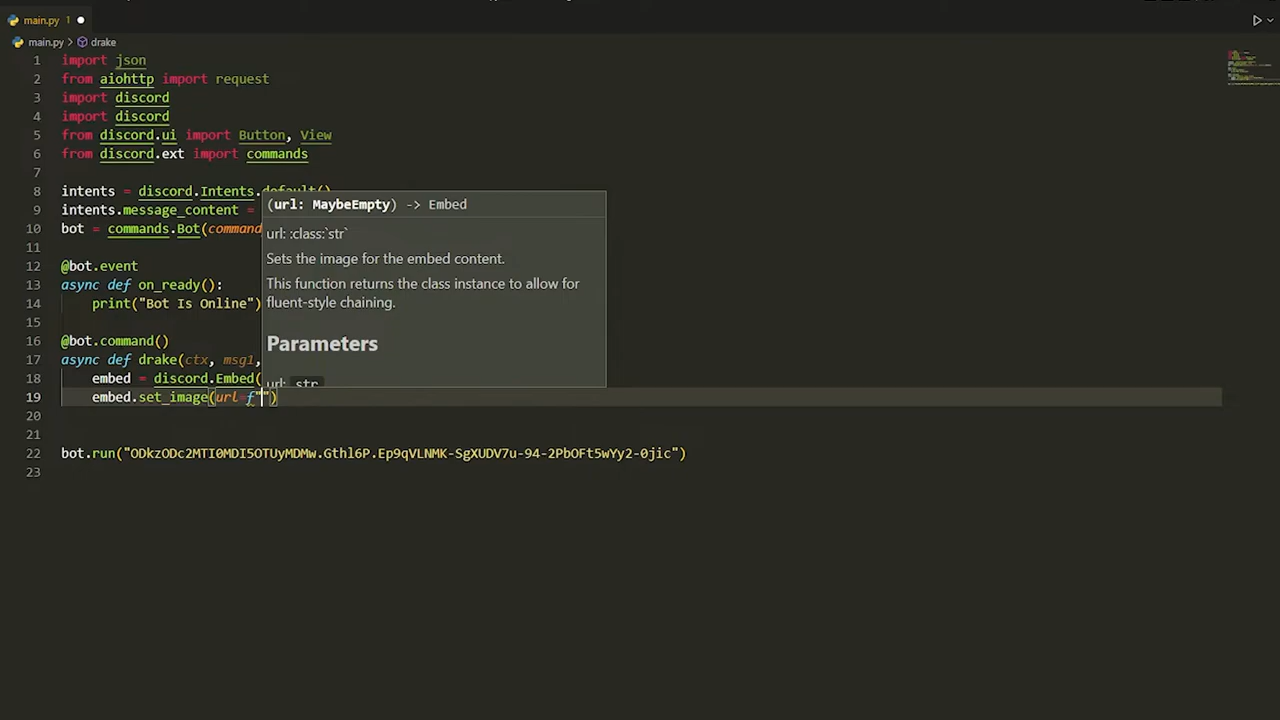 main.py 1
main.py > drake
1 import json
2 from aiohttp import request
3 import discord
4 import discord
5 from discord.ui import Button, View
6 from discord.ext import commands
7
8 intents = discord.Intents.default()
9 intents.message_content =
10 bot = commands.Bot(command
11
12 @bot.event
13 async def on_ready():
14 print("Bot Is Online")
15
16 @bot.command()
17 async def drake(ctx, msg1,
18 embed = discord.Embed(
19 embed.set_image(url=f"")
20
21
22 bot.run("ODkzODc2MTI0MDI5OTUyMDMw.Gthl6P.Ep9qVLNMK-SgXUDV7u-94-2PbOFt5wYy2-0jic")
23
(url: MaybeEmpty) -> Embed
url: :class:`str`
Sets the image for the embed content.
This function returns the class instance to allow for
fluent-style chaining.
Parameters
url: str